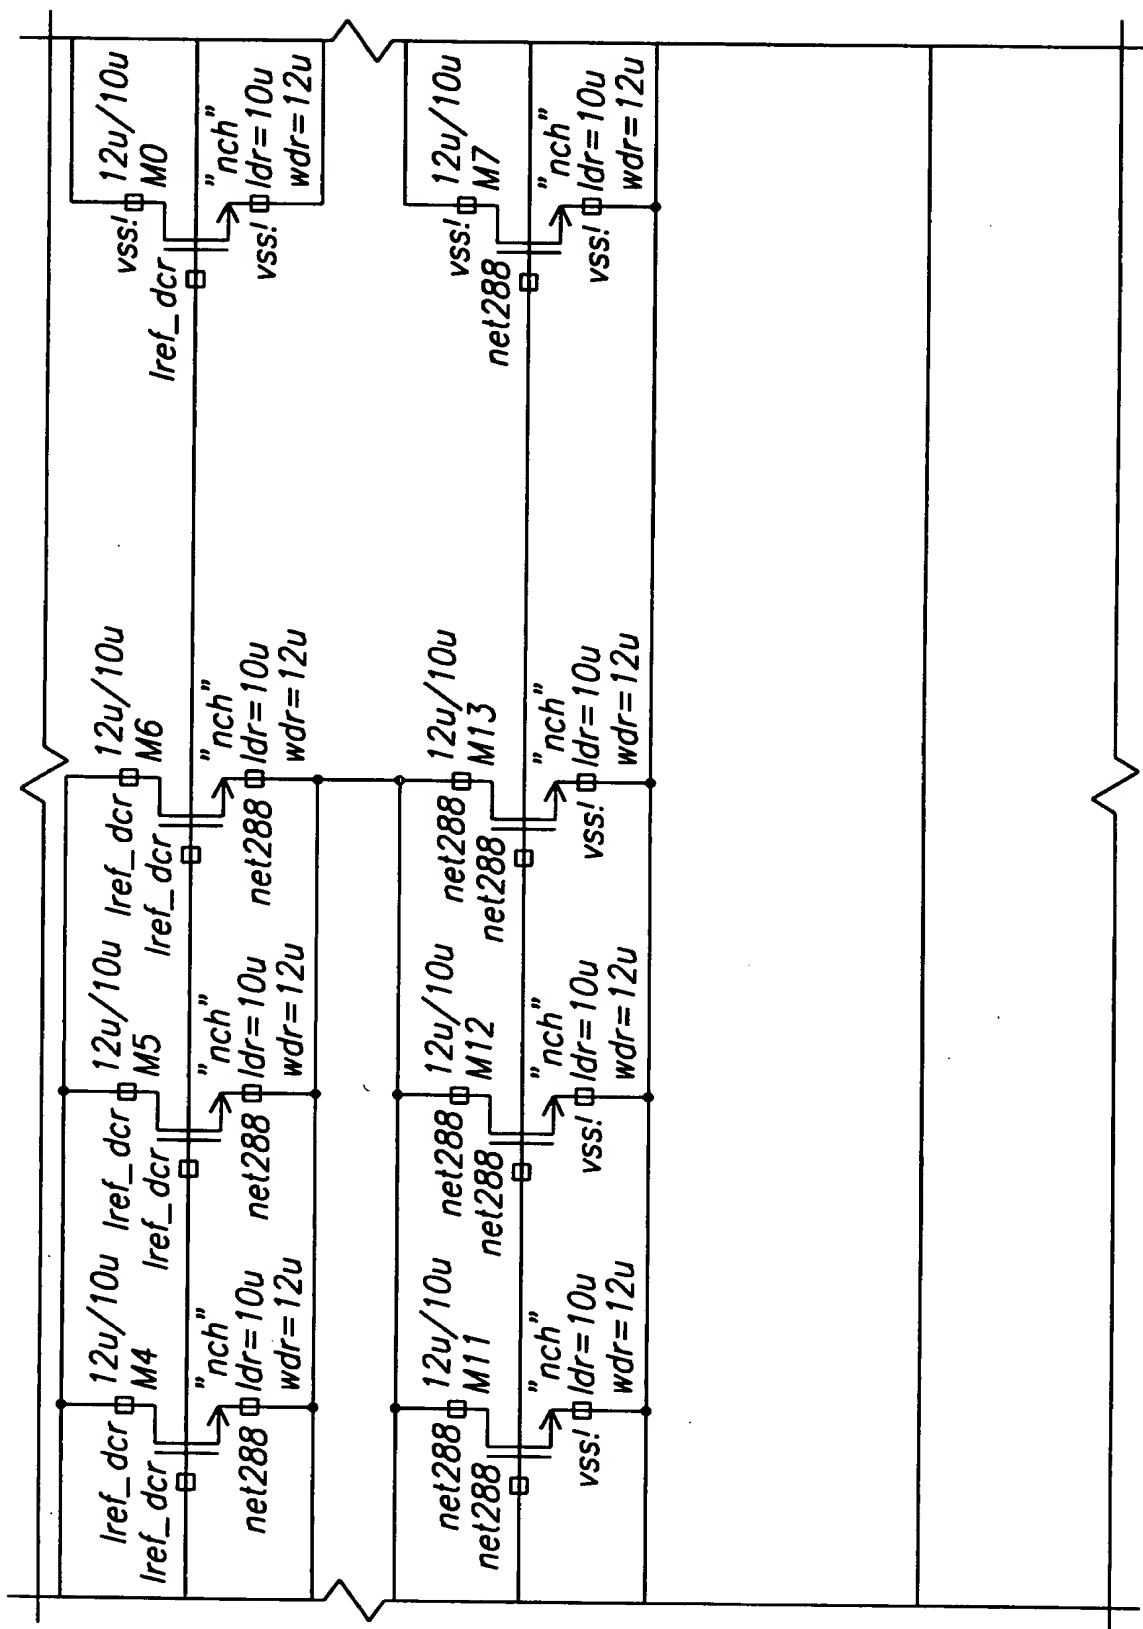 Iref_dcr
Iref_dcr
12u/10u
M4
"nch"
ldr=10u
wdr=12u
net288
Iref_dcr
Iref_dcr
12u/10u
M5
"nch"
ldr=10u
wdr=12u
net288
Iref_dcr
Iref_dcr
12u/10u
M6
"nch"
ldr=10u
wdr=12u
net288
vss!
Iref_dcr
12u/10u
M0
"nch"
ldr=10u
wdr=12u
vss!
net288
net288
12u/10u
M11
"nch"
ldr=10u
wdr=12u
vss!
net288
net288
12u/10u
M12
"nch"
ldr=10u
wdr=12u
vss!
net288
net288
12u/10u
M13
"nch"
ldr=10u
wdr=12u
vss!
vss!
net288
12u/10u
M7
"nch"
ldr=10u
wdr=12u
vss!